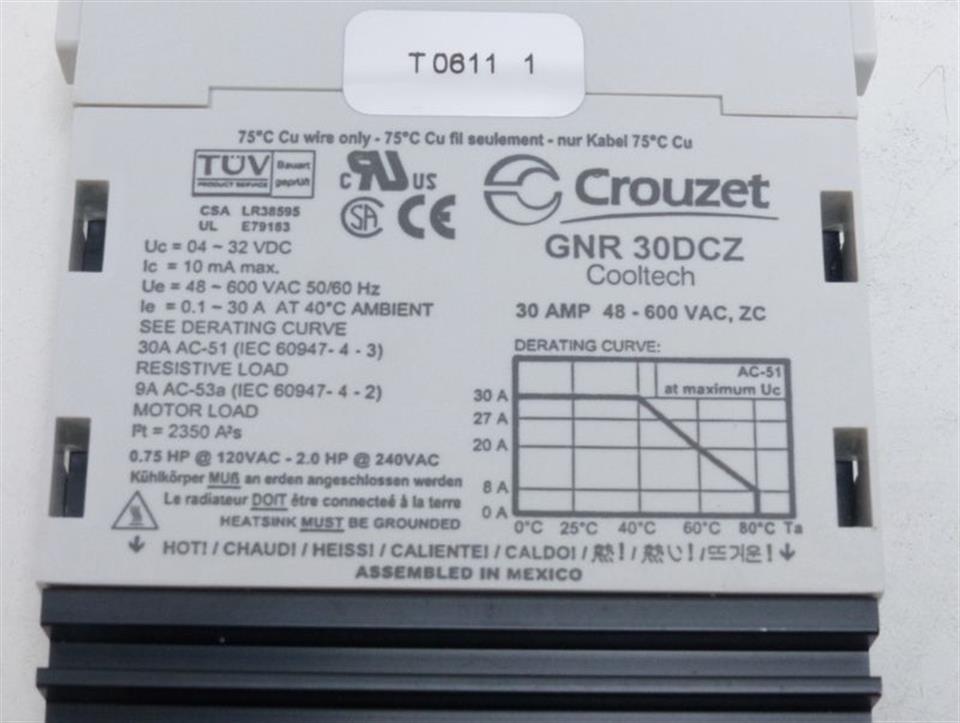 T 0611 1
75°C Cu wire only - 75°C Cu fil seulement - nur Kabel 75°C Cu
TÜV
PRODUCT SERVICE
Bauart
geprüft
C UR US
SA CE
CSA LR38595
UL E79183
Crouzet
GNR 30DCZ
Cooltech
30 AMP 48 - 600 VAC, ZC
Uc = 04 ~ 32 VDC
Ic = 10 mA max.
Ue = 48 ~ 600 VAC 50/60 Hz
Ie = 0.1 ~ 30 A AT 40°C AMBIENT
SEE DERATING CURVE
30A AC-51 (IEC 60947- 4 - 3)
RESISTIVE LOAD
9A AC-53a (IEC 60947- 4 - 2)
MOTOR LOAD
I²t = 2350 A²s
0.75 HP @ 120VAC - 2.0 HP @ 240VAC
Kühlkörper MUß an erden angeschlossen werden
Le radiateur DOIT être connecteé à la terre
HEATSINK MUST BE GROUNDED
DERATING CURVE:
AC-51
at maximum Uc
30 A
27 A
20 A
8 A
0 A
0°C 25°C 40°C 60°C 80°C Ta
HOT! / CHAUD! / HEISS! / CALIENTE! / CALDO! / 熱! / 熱い! / 뜨거운!
ASSEMBLED IN MEXICO